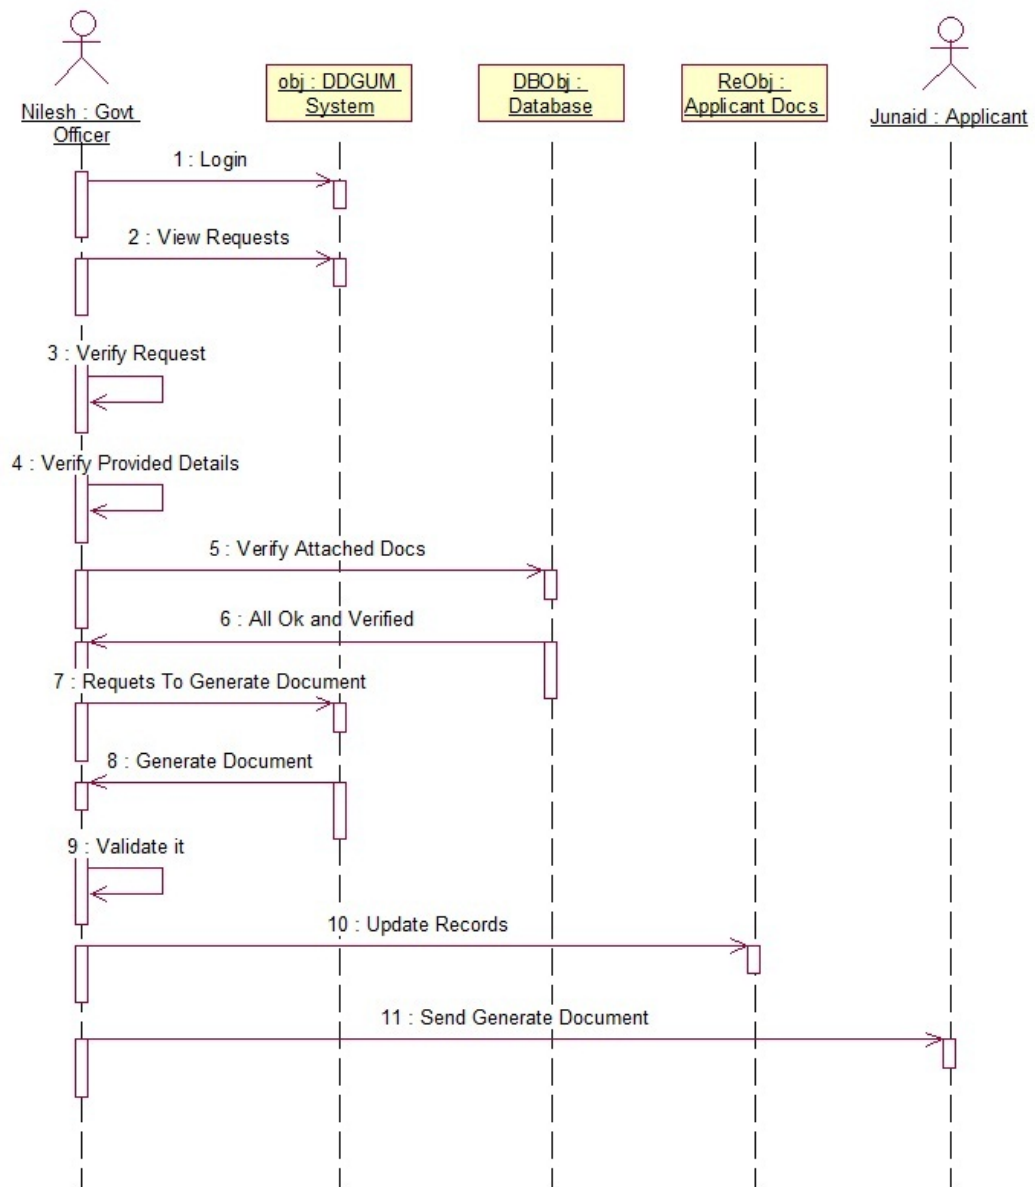 Nilesh : Govt
Officer
obj : DDGUM
System
DBObj :
Database
ReObj :
Applicant Docs
Junaid : Applicant
1 : Login
2 : View Requests
3 : Verify Request
4 : Verify Provided Details
5 : Verify Attached Docs
6 : All Ok and Verified
7 : Requets To Generate Document
8 : Generate Document
9 : Validate it
10 : Update Records
11 : Send Generate Document